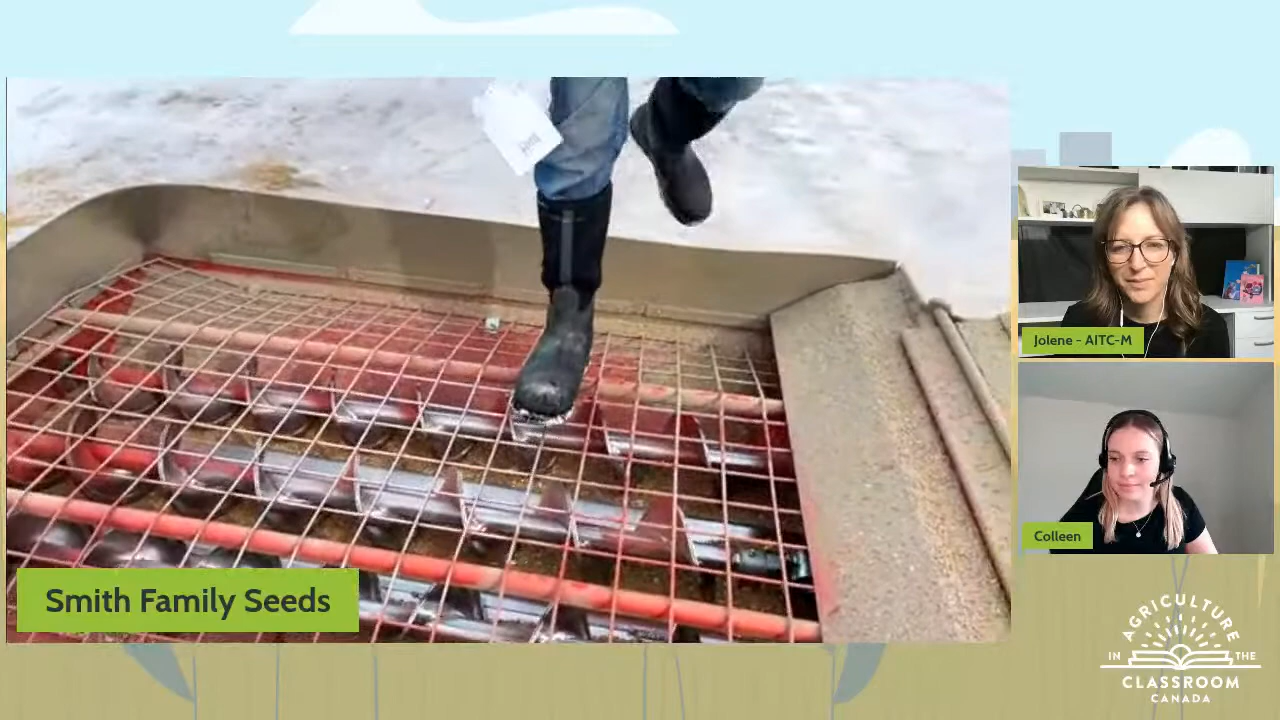 Smith Family Seeds
Jolene - AITC-M
Colleen
AGRICULTURE
IN THE
CLASSROOM
CANADA